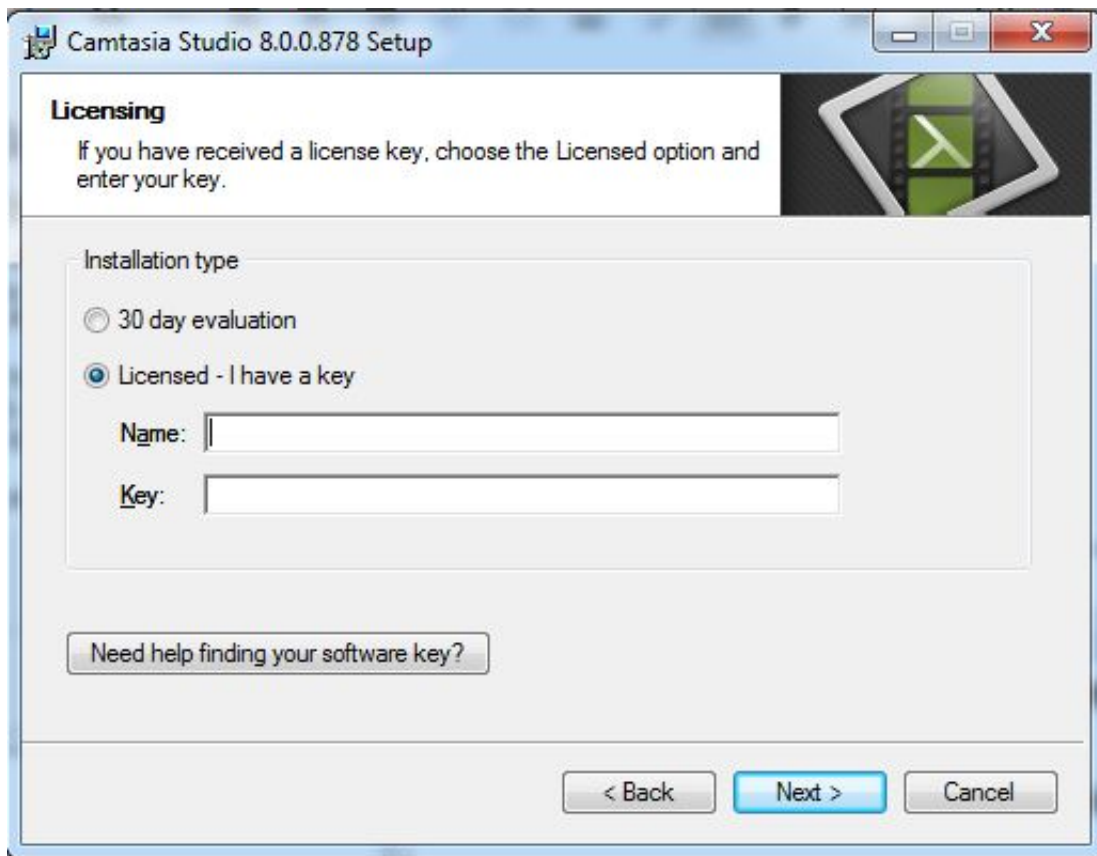 Camtasia Studio 8.0.0.878 Setup
Licensing
If you have received a license key, choose the Licensed option and
enter your key.
Installation type
30 day evaluation
Licensed - I have a key
Name:
Key:
Need help finding your software key?
< Back Next > Cancel